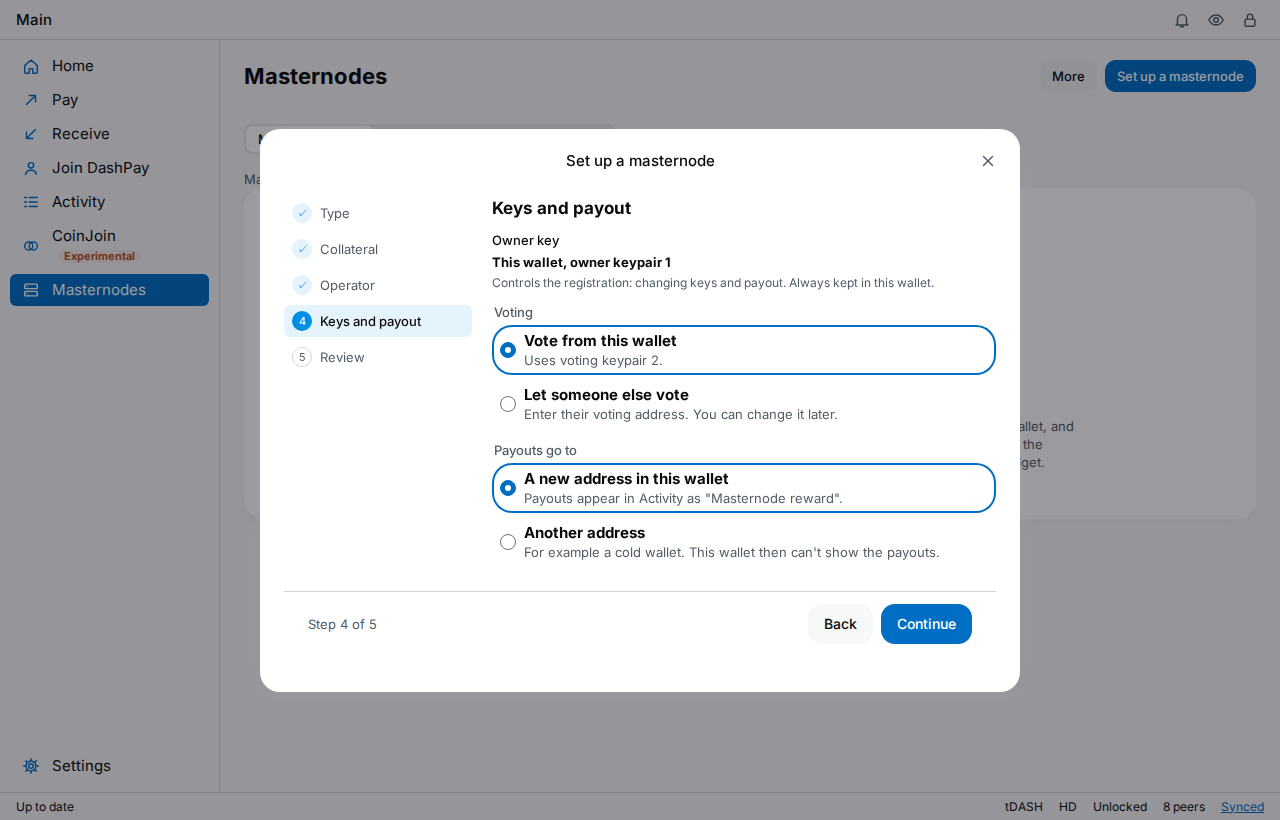 Main
Home
Pay
Receive
Join DashPay
Activity
CoinJoin
Experimental
Masternodes
Settings
Masternodes
More
Set up a masternode
Set up a masternode
✓ Type
✓ Collateral
✓ Operator
4 Keys and payout
5 Review
Keys and payout
Owner key
This wallet, owner keypair 1
Controls the registration: changing keys and payout. Always kept in this wallet.
Voting
Vote from this wallet
Uses voting keypair 2.
Let someone else vote
Enter their voting address. You can change it later.
Payouts go to
A new address in this wallet
Payouts appear in Activity as "Masternode reward".
Another address
For example a cold wallet. This wallet then can't show the payouts.
Step 4 of 5
Back
Continue
and
the
Up to date
tDASH
HD
Unlocked
8 peers
Synced